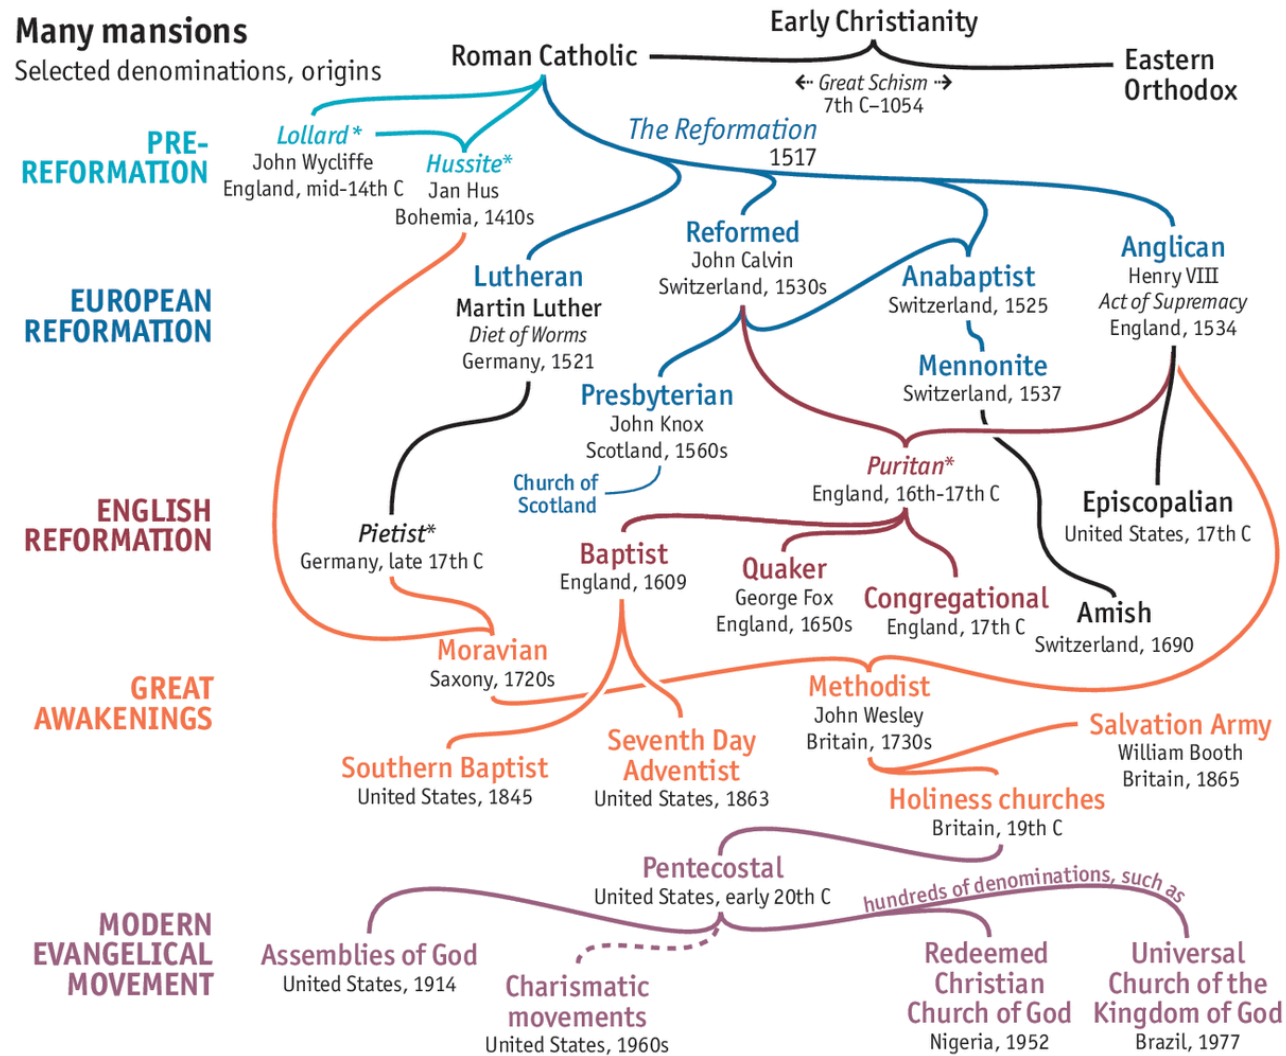 Many mansions
Selected denominations, origins
Early Christianity
Roman Catholic
Eastern
Orthodox
Great Schism
7th C–1054
The Reformation
1517
PRE-
REFORMATION
Lollard*
John Wycliffe
England, mid-14th C
Hussite*
Jan Hus
Bohemia, 1410s
EUROPEAN
REFORMATION
Lutheran
Martin Luther
Diet of Worms
Germany, 1521
Reformed
John Calvin
Switzerland, 1530s
Anabaptist
Switzerland, 1525
Anglican
Henry VIII
Act of Supremacy
England, 1534
Mennonite
Switzerland, 1537
Presbyterian
John Knox
Scotland, 1560s
Church of
Scotland
ENGLISH
REFORMATION
Puritan*
England, 16th-17th C
Episcopalian
United States, 17th C
Pietist*
Germany, late 17th C
Baptist
England, 1609
Quaker
George Fox
England, 1650s
Congregational
England, 17th C
Amish
Switzerland, 1690
GREAT
AWAKENINGS
Moravian
Saxony, 1720s
Methodist
John Wesley
Britain, 1730s
Salvation Army
William Booth
Britain, 1865
Southern Baptist
United States, 1845
Seventh Day
Adventist
United States, 1863
Holiness churches
Britain, 19th C
MODERN
EVANGELICAL
MOVEMENT
Pentecostal
United States, early 20th C
hundreds of denominations, such as
Assemblies of God
United States, 1914
Charismatic
movements
United States, 1960s
Redeemed
Christian
Church of God
Nigeria, 1952
Universal
Church of the
Kingdom of God
Brazil, 1977